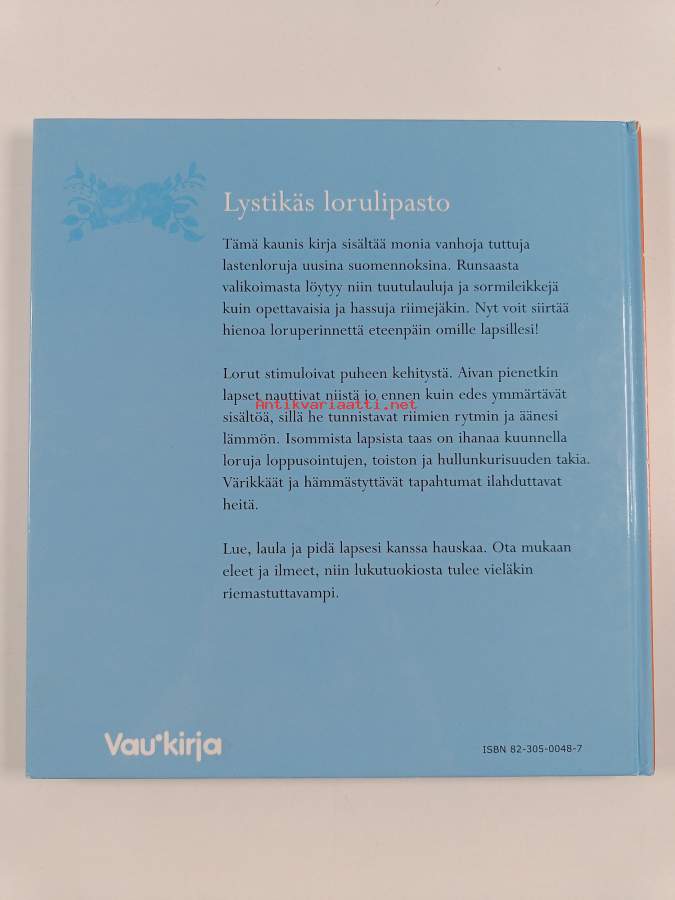 Lystikäs lorulipasto
Tämä kaunis kirja sisältää monia vanhoja tuttuja
lastenloruja uusina suomennoksina. Runsaasta
valikoimasta löytyy niin tuutulauluja ja sormileikkejä
kuin opettavaisia ja hassuja riimejäkin. Nyt voit siirtää
hienoa loruperinnettä eteenpäin omille lapsillesi!
Lorut stimuloivat puheen kehitystä. Aivan pienetkin
lapset nauttivat niistä jo ennen kuin edes ymmärtävät
Antikvariaatti.net
sisältöä, sillä he tunnistavat riimien rytmin ja äänesi
lämmön. Isommista lapsista taas on ihanaa kuunnella
loruja loppusointujen, toiston ja hullunkurisuuden takia.
Värikkäät ja hämmästyttävät tapahtumat ilahduttavat
heitä.
Lue, laula ja pidä lapsesi kanssa hauskaa. Ota mukaan
eleet ja ilmeet, niin lukutuokiosta tulee vieläkin
riemastuttavampi.
Vau•kirja
ISBN 82-305-0048-7